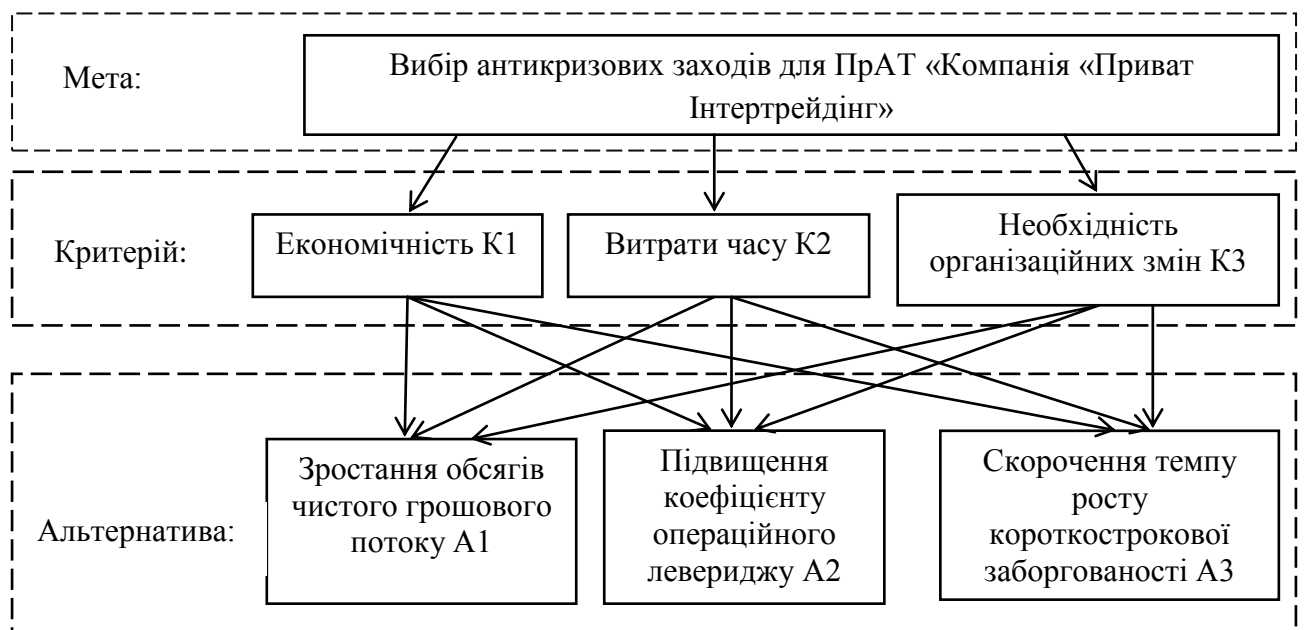 Мета:
Вибір антикризових заходів для ПрАТ «Компанія «Приват
Інтертрейдінг»
Критерій:
Економічність К1
Витрати часу К2
Необхідність
організаційних змін К3
Альтернатива:
Зростання обсягів
чистого грошового
потоку А1
Підвищення
коефіцієнту
операційного
левериджу А2
Скорочення темпу
росту
короткострокової
заборгованості А3